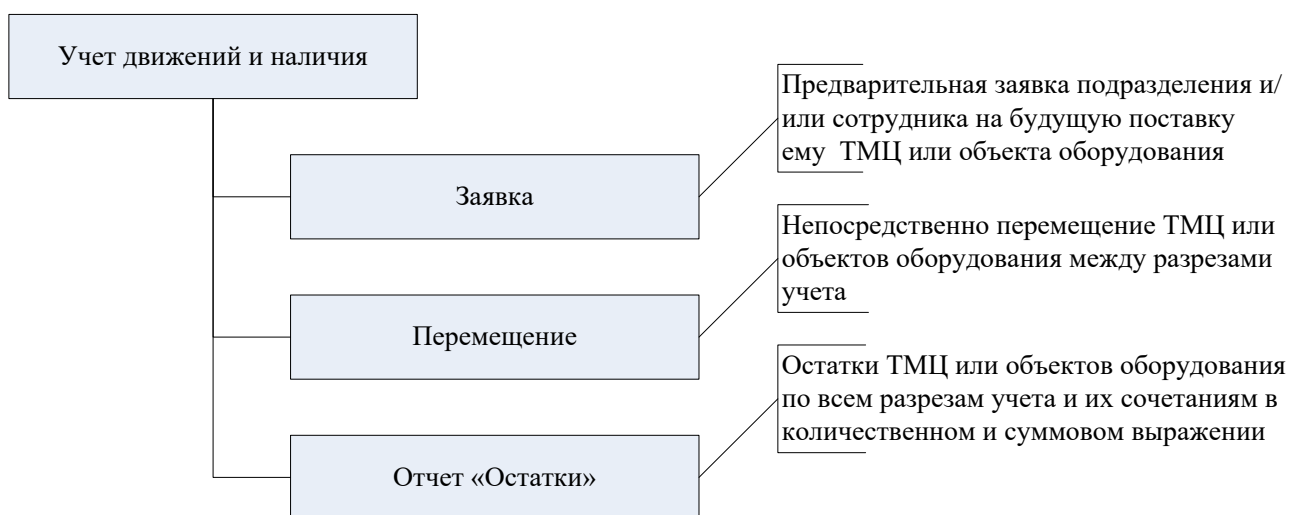 Учет движений и наличия
Предварительная заявка подразделения и/
или сотрудника на будущую поставку
ему ТМЦ или объекта оборудования
Заявка
Непосредственно перемещение ТМЦ или
объектов оборудования между разрезами
учета
Перемещение
Остатки ТМЦ или объектов оборудования
по всем разрезам учета и их сочетаниям в
количественном и суммовом выражении
Отчет «Остатки»